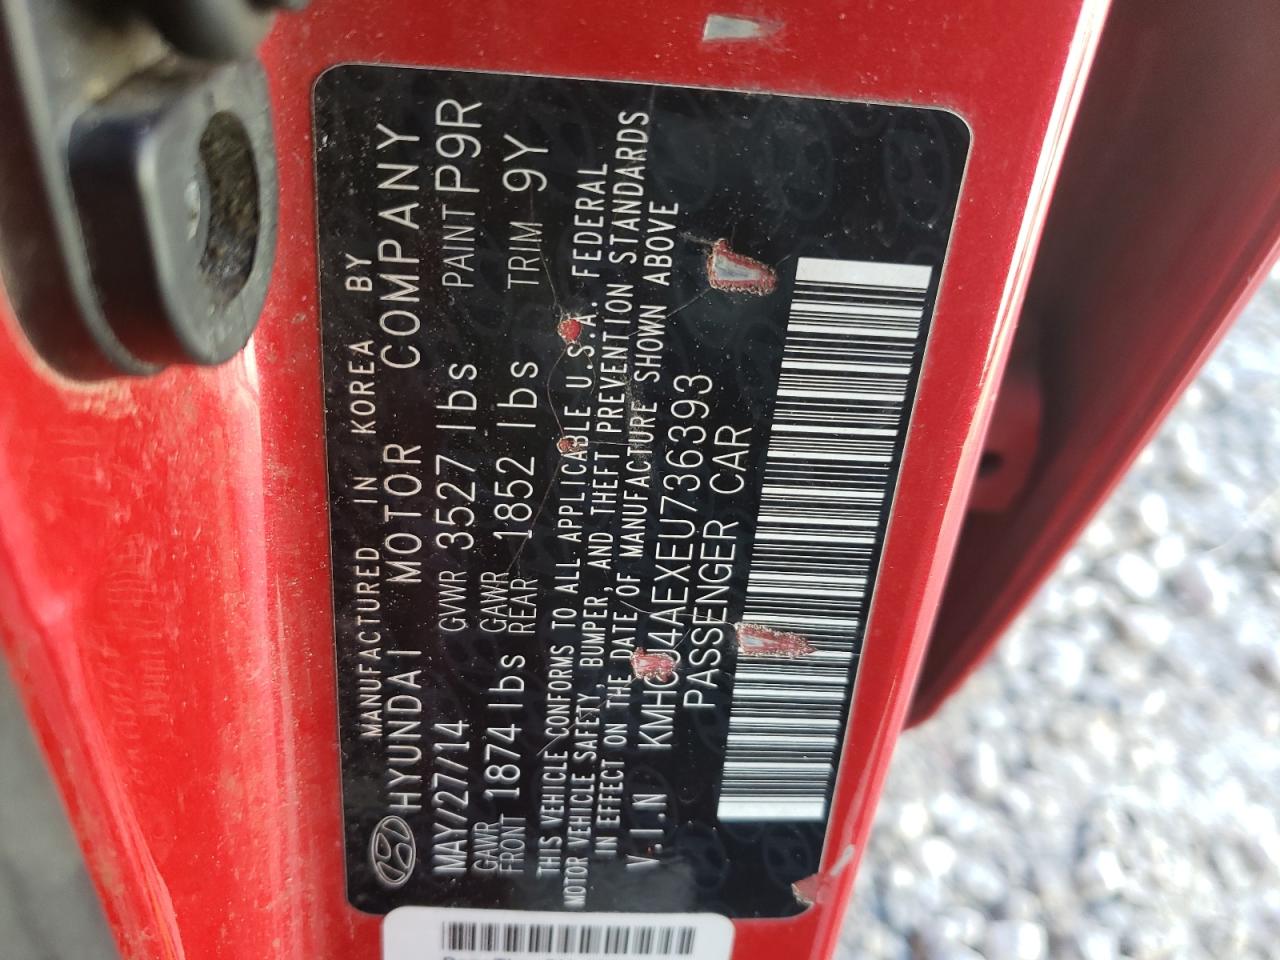 MANUFACTURED IN KOREA BY
HYUNDAI MOTOR COMPANY
MAY/27/14 GVWR 3527 lbs PAINT P9R
GAWR FRONT 1874 lbs GAWR REAR 1852 lbs TRIM 9Y
THIS VEHICLE CONFORMS TO ALL APPLICABLE U.S.A. FEDERAL
MOTOR VEHICLE SAFETY, BUMPER, AND THEFT PREVENTION STANDARDS
IN EFFECT ON THE DATE OF MANUFACTURE SHOWN ABOVE
V.I.N KMHCU4AEXEU736393
PASSENGER CAR